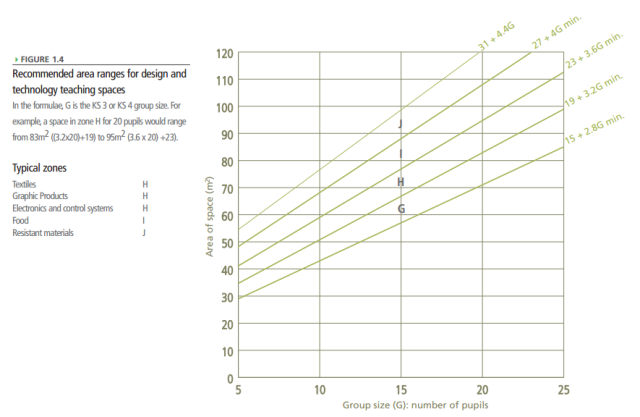 ▸ FIGURE 1.4
Recommended area ranges for design and
technology teaching spaces
In the formulae, G is the KS 3 or KS 4 group size. For
example, a space in zone H for 20 pupils would range
from 83m² ((3.2x20)+19) to 95m² (3.6 x 20) +23).
Typical zones
Textiles H
Graphic Products H
Electronics and control systems H
Food I
Resistant materials J
31 + 4.4G
27 + 4G min.
23 + 3.6G min.
19 + 3.2G min.
15 + 2.8G min.
Area of space (m²)
120
110
100
90
80
70
60
50
40
30
20
10
0
J
I
H
G
5 10 15 20 25
Group size (G): number of pupils